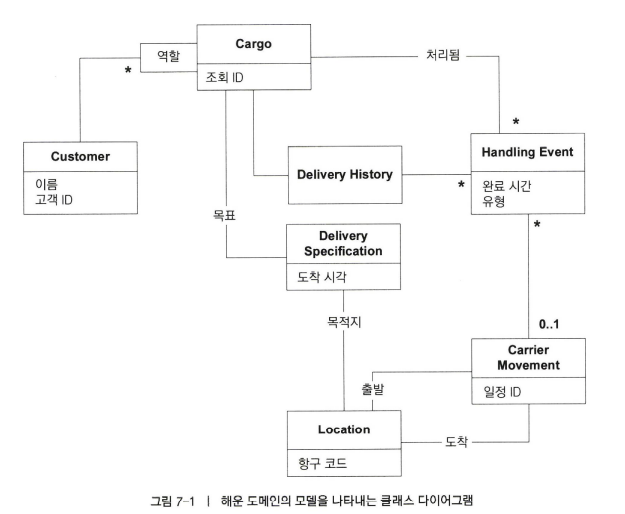 Cargo
조회 ID
역할
*
처리됨
*
Customer
이름
고객 ID
Delivery History
*
Handling Event
완료 시간
유형
*
목표
Delivery
Specification
도착 시각
목적지
0..1
Carrier
Movement
일정 ID
출발
Location
항구 코드
도착
그림 7-1 | 해운 도메인의 모델을 나타내는 클래스 다이어그램